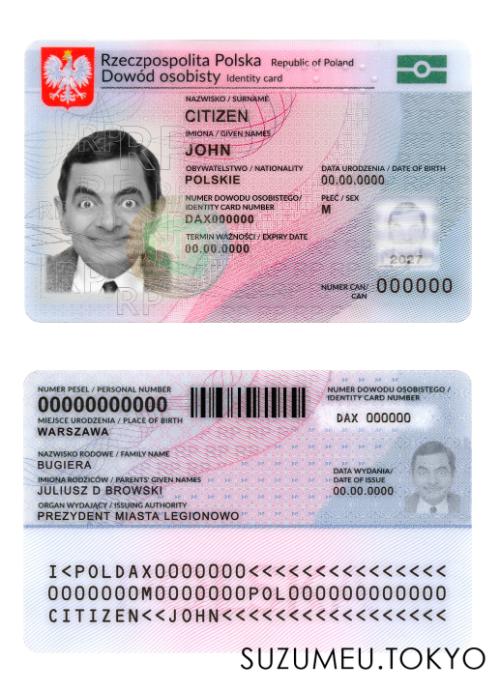 Rzeczpospolita Polska Republic of Poland
Dowód osobisty Identity card
NAZWISKO / SURNAME
CITIZEN
IMIONA / GIVEN NAMES
JOHN
OBYWATELSTWO / NATIONALITY
POLSKIE
DATA URODZENIA / DATE OF BIRTH
00.00.0000
NUMER DOWODU OSOBISTEGO/
IDENTITY CARD NUMBER
DAX000000
PŁEĆ / SEX
M
TERMIN WAŻNOŚCI / EXPIRY DATE
00.00.0000
2027
NUMER CAN/
CAN
000000
NUMER PESEL / PERSONAL NUMBER
00000000000
MIEJSCE URODZENIA / PLACE OF BIRTH
WARSZAWA
NUMER DOWODU OSOBISTEGO /
IDENTITY CARD NUMBER
DAX 000000
NAZWISKO RODOWE / FAMILY NAME
BUGIERA
IMIONA RODZICÓW / PARENTS' GIVEN NAMES
JULIUSZ D BROWSKI
DATA WYDANIA/
DATE OF ISSUE
00.00.0000
ORGAN WYDAJĄCY / ISSUING AUTHORITY
PREZYDENT MIASTA LEGIONOWO
I<POLDAX0000000<<<<<<<<<<<<<<<
0000000M0000000POL000000000000
CITIZEN<<JOHN<<<<<<<<<<<<<<<<<
SUZUMEU.TOKYO